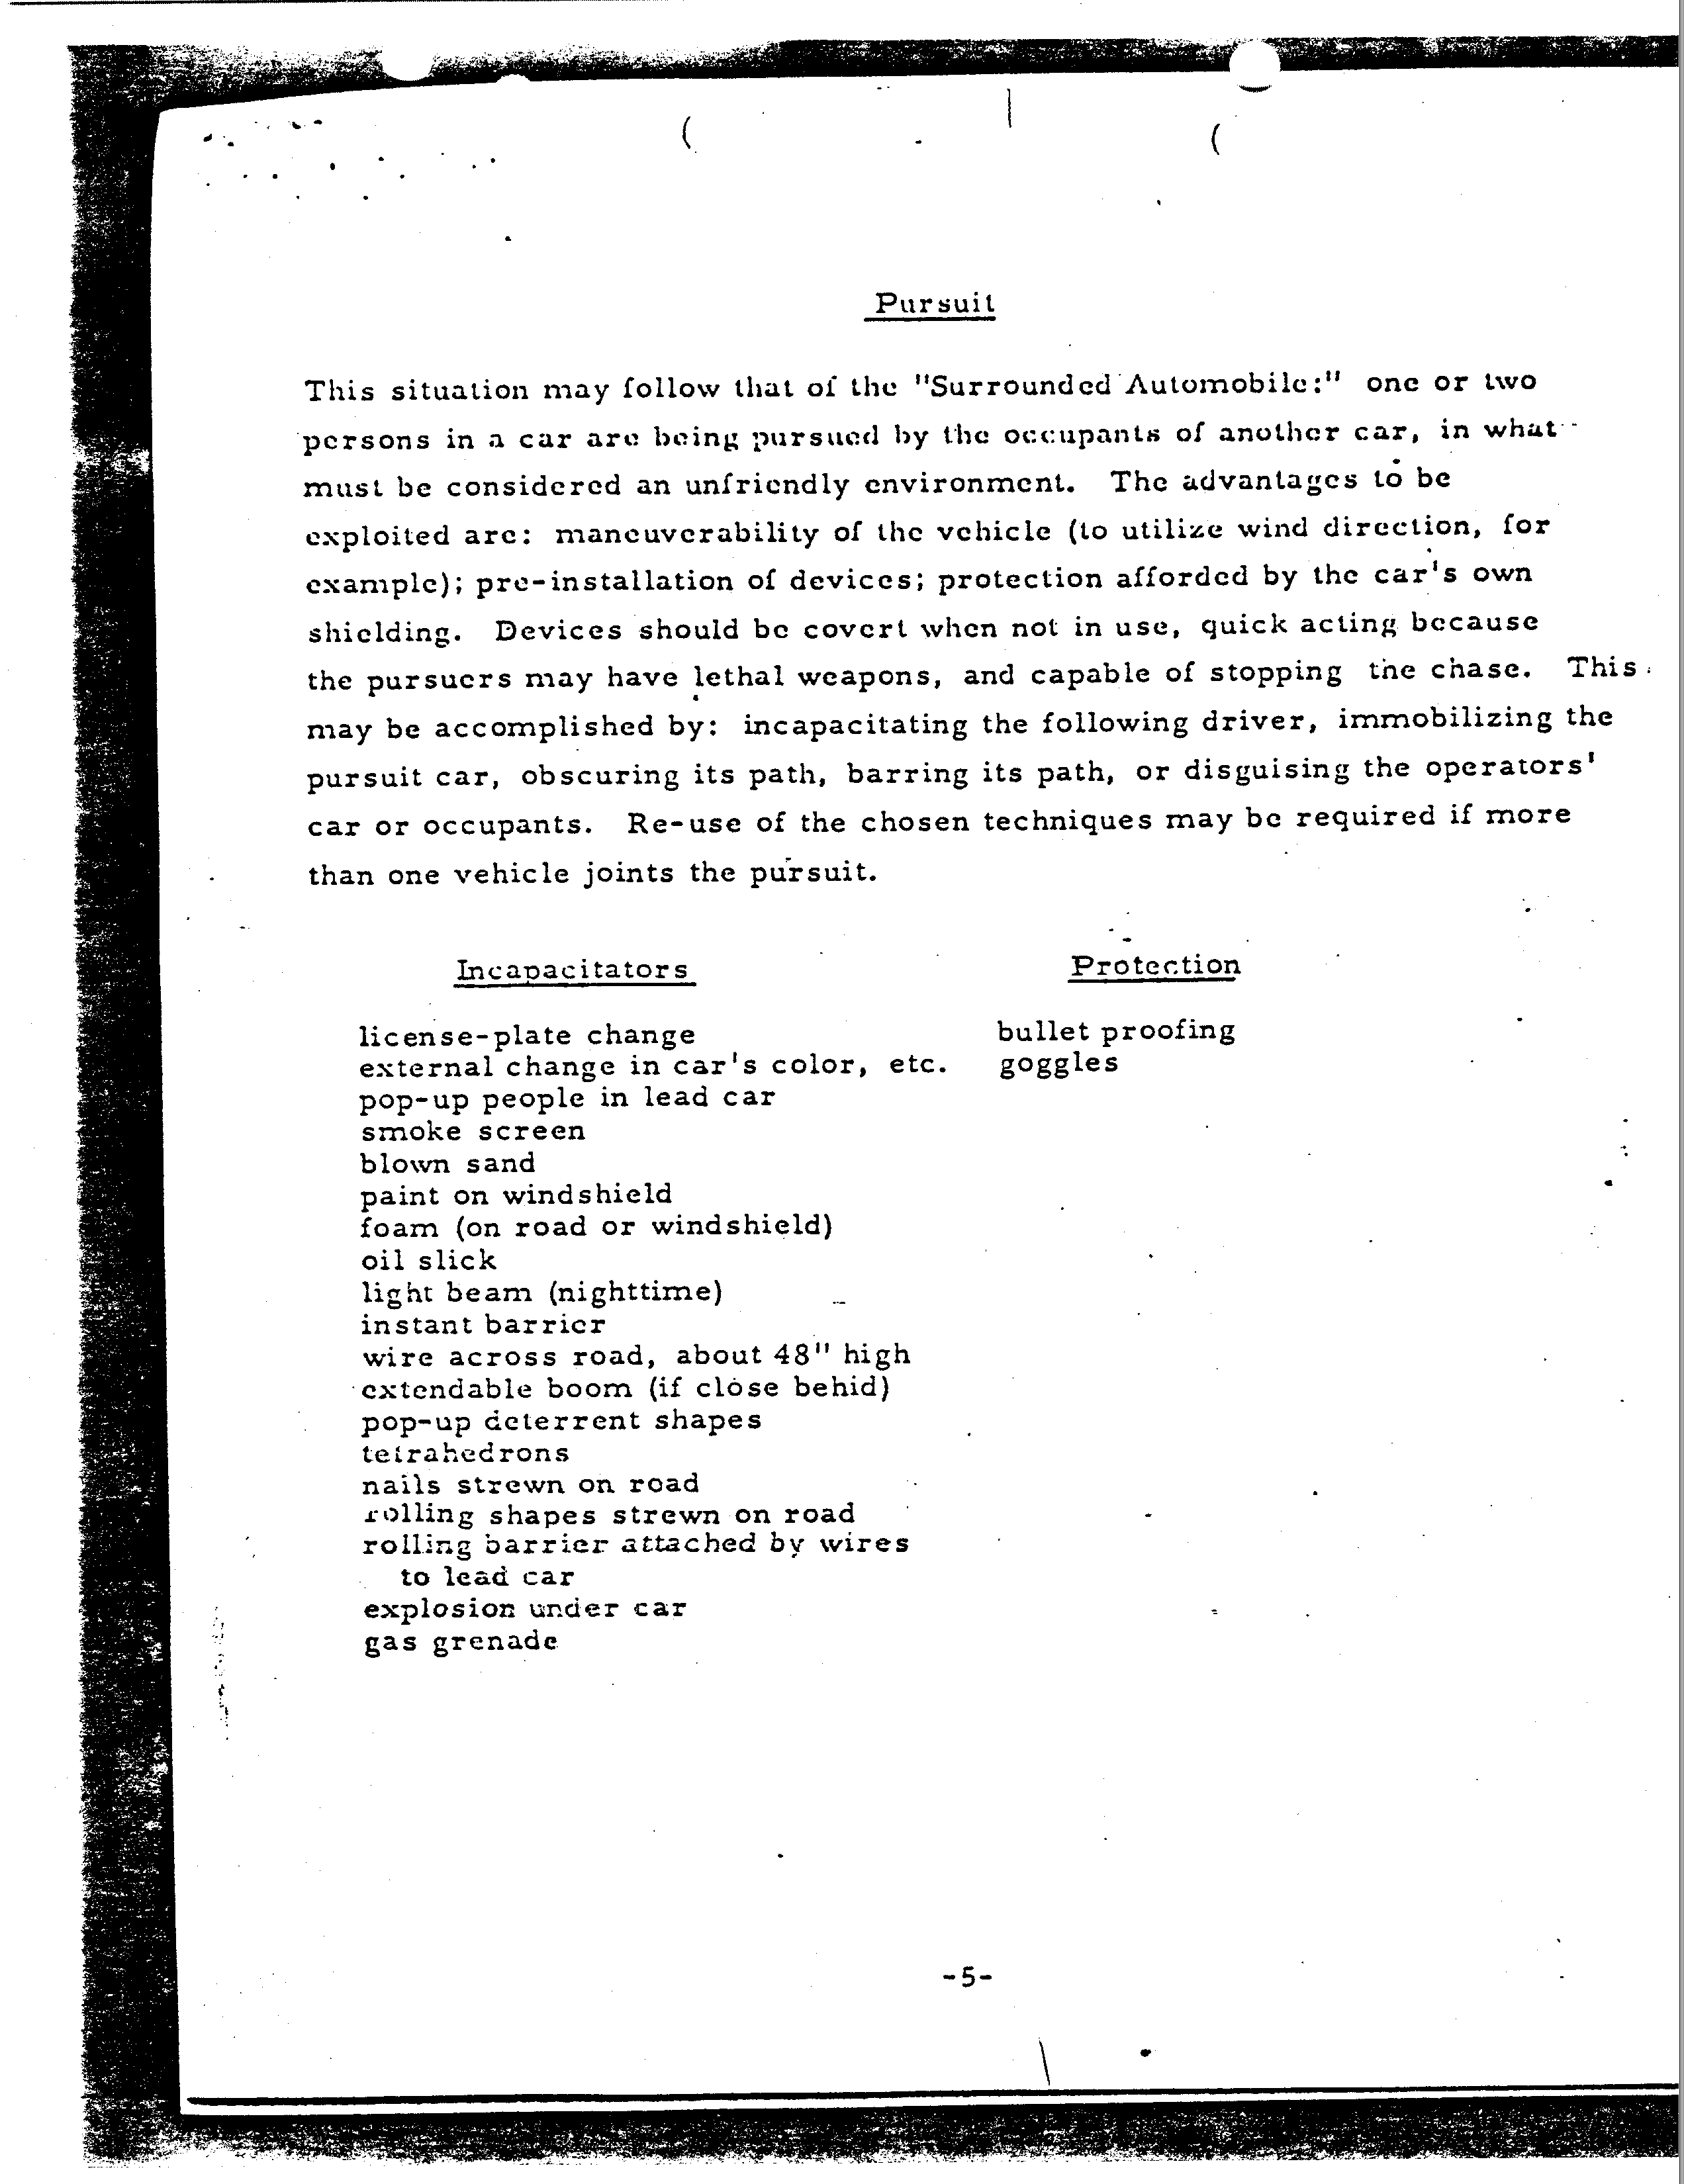 Pursuit
This situation may follow that of the "Surrounded Automobile:" one or two
persons in a car are being pursued by the occupants of another car, in what
must be considered an unfriendly environment. The advantages to be
exploited are: maneuverability of the vehicle (to utilize wind direction, for
example); pre-installation of devices; protection afforded by the car's own
shielding. Devices should be covert when not in use, quick acting because
the pursuers may have lethal weapons, and capable of stopping the chase. This
may be accomplished by: incapacitating the following driver, immobilizing the
pursuit car, obscuring its path, barring its path, or disguising the operators'
car or occupants. Re-use of the chosen techniques may be required if more
than one vehicle joints the pursuit.
Incapacitators
license-plate change
external change in car's color, etc.
pop-up people in lead car
smoke screen
blown sand
paint on windshield
foam (on road or windshield)
oil slick
light beam (nighttime)
instant barrier
wire across road, about 48" high
extendable boom (if close behid)
pop-up deterrent shapes
tetrahedrons
nails strewn on road
rolling shapes strewn on road
rolling barrier attached by wires
to lead car
explosion under car
gas grenade
Protection
bullet proofing
goggles
-5-